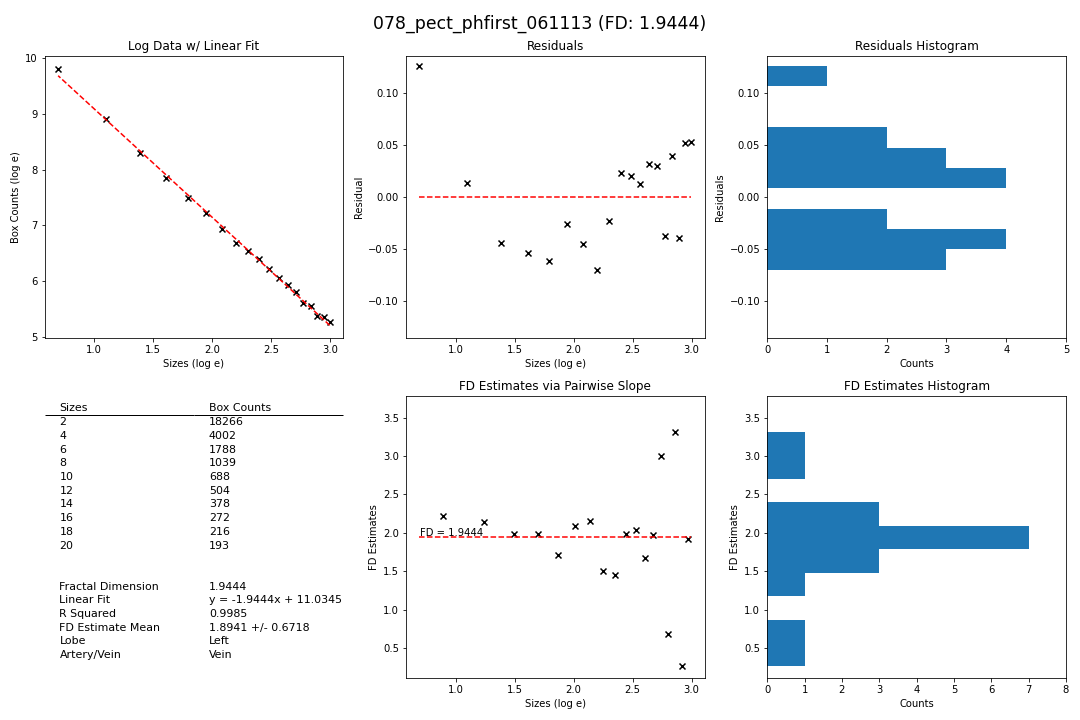 078_pect_phfirst_061113 (FD: 1.9444)
Log Data w/ Linear Fit
Box Counts (log e)
10
9
8
7
6
5
1.0 1.5 2.0 2.5 3.0
Sizes (log e)
Residuals
Residual
0.10
0.05
0.00
−0.05
−0.10
1.0 1.5 2.0 2.5 3.0
Sizes (log e)
Residuals Histogram
Residuals
0.10
0.05
0.00
−0.05
−0.10
0 1 2 3 4 5
Counts
Sizes Box Counts
2 18266
4 4002
6 1788
8 1039
10 688
12 504
14 378
16 272
18 216
20 193
Fractal Dimension 1.9444
Linear Fit y = -1.9444x + 11.0345
R Squared 0.9985
FD Estimate Mean 1.8941 +/- 0.6718
Lobe Left
Artery/Vein Vein
FD Estimates via Pairwise Slope
FD Estimates
3.5
3.0
2.5
2.0
1.5
1.0
0.5
FD = 1.9444
1.0 1.5 2.0 2.5 3.0
Sizes (log e)
FD Estimates Histogram
FD Estimates
3.5
3.0
2.5
2.0
1.5
1.0
0.5
0 1 2 3 4 5 6 7 8
Counts